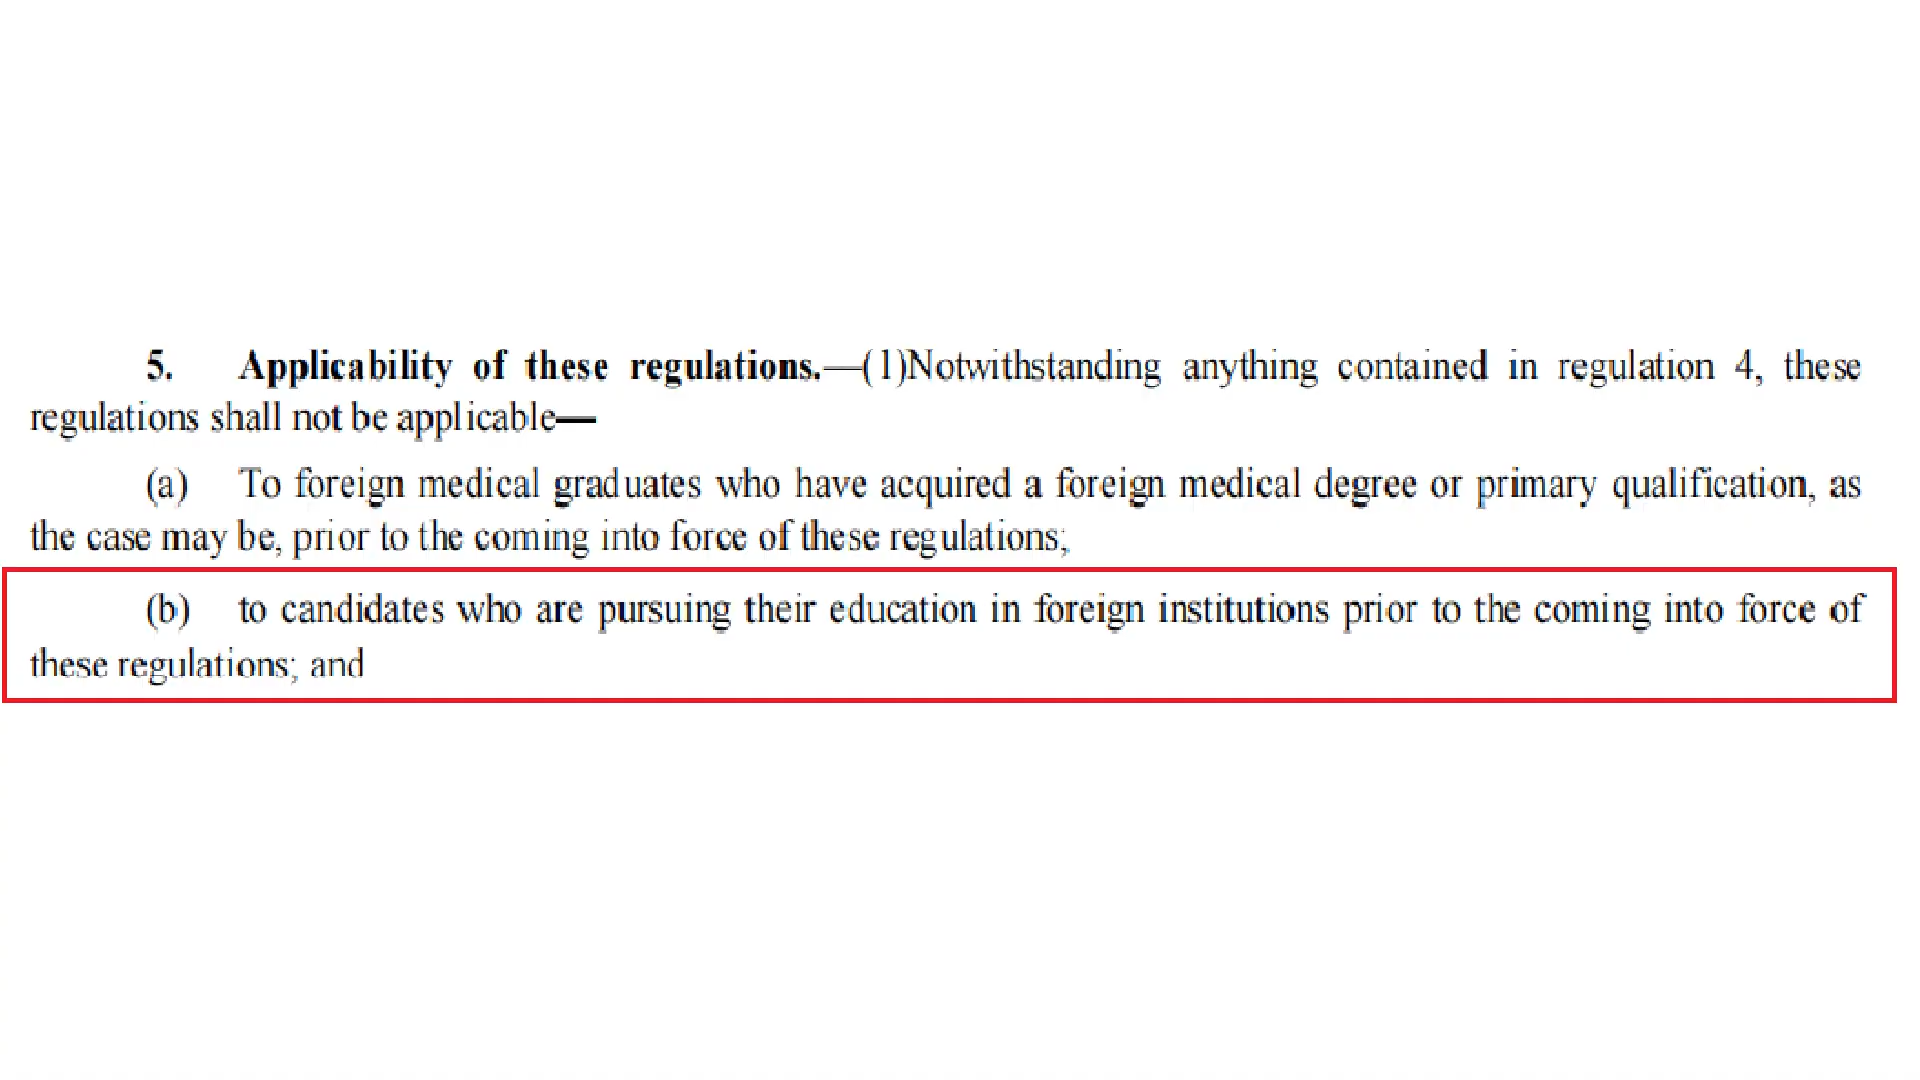 5. Applicability of these regulations.—(1)Notwithstanding anything contained in regulation 4, these
regulations shall not be applicable—
(a) To foreign medical graduates who have acquired a foreign medical degree or primary qualification, as
the case may be, prior to the coming into force of these regulations;
(b) to candidates who are pursuing their education in foreign institutions prior to the coming into force of
these regulations; and